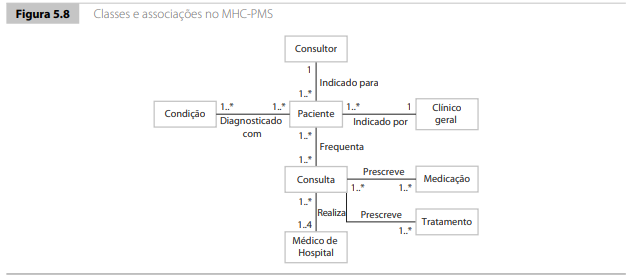 Figura 5.8 Classes e associações no MHC-PMS
Consultor
1
Indicado para
1..*
Condição
1..*
Diagnosticado
com
1..*
Paciente
1..*
Indicado por
1
Clínico
geral
1..*
Frequenta
1..*
Consulta
Prescreve
1..*
1..*
Medicação
1..*
Realiza
Prescreve
1..*
Tratamento
1..4
Médico de
Hospital